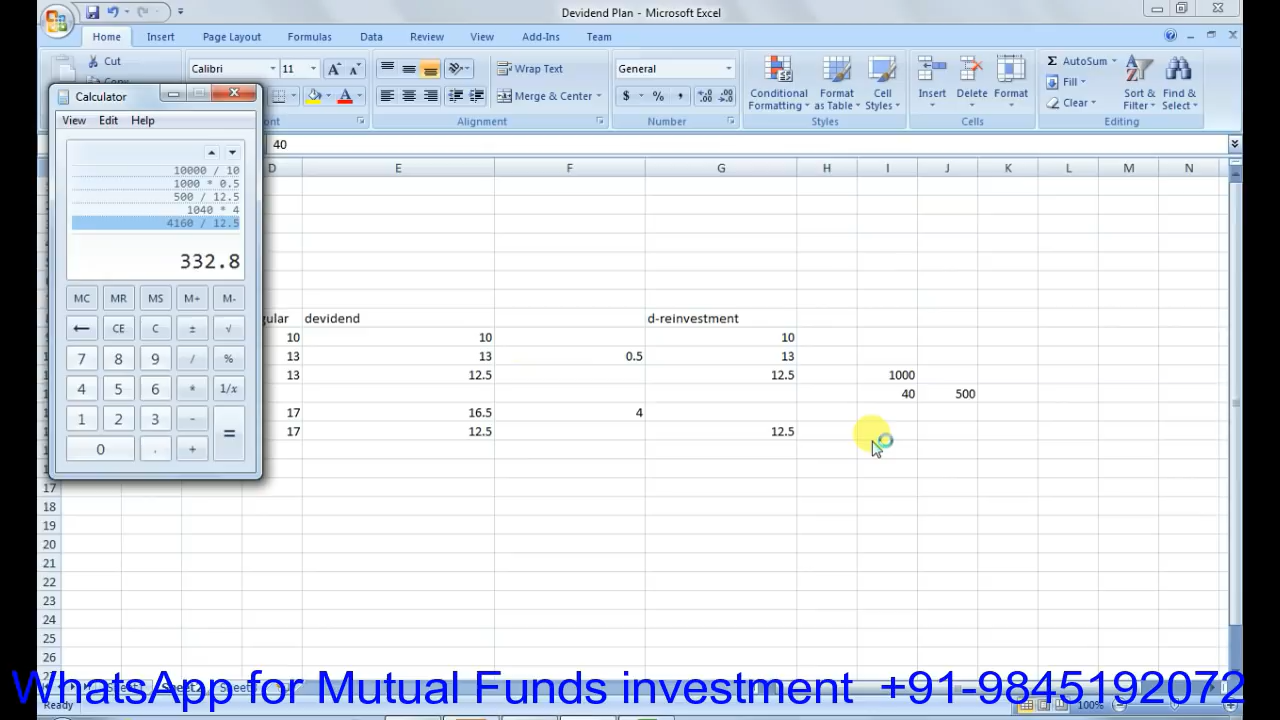 Devidend Plan - Microsoft Excel
Home Insert Page Layout Formulas Data Review View Add-Ins Team
Cut
Calibri 11 A A Wrap Text General Conditional Formatting Format as Table Cell Styles Insert Delete Format AutoSum Fill Clear Sort & Filter Find & Select
Merge & Center $ % ,
Alignment Number Styles Cells Editing
40
Calculator
View Edit Help
10000 / 10
1000 * 0.5
500 / 12.5
1040 * 4
4160 / 12.5
332.8
MC MR MS M+ M-
← CE C ± √
7 8 9 / %
4 5 6 * 1/x
1 2 3 - =
0 . +
D E F G H I J K L M N
devidend d-reinvestment
10 10 10
13 13 0.5 13
13 12.5 12.5 1000
40 500
17 16.5 4
17 12.5 12.5
17
18
19
20
21
22
23
24
25
26
WhatsApp for Mutual Funds investment +91-9845192072
Ready 100%